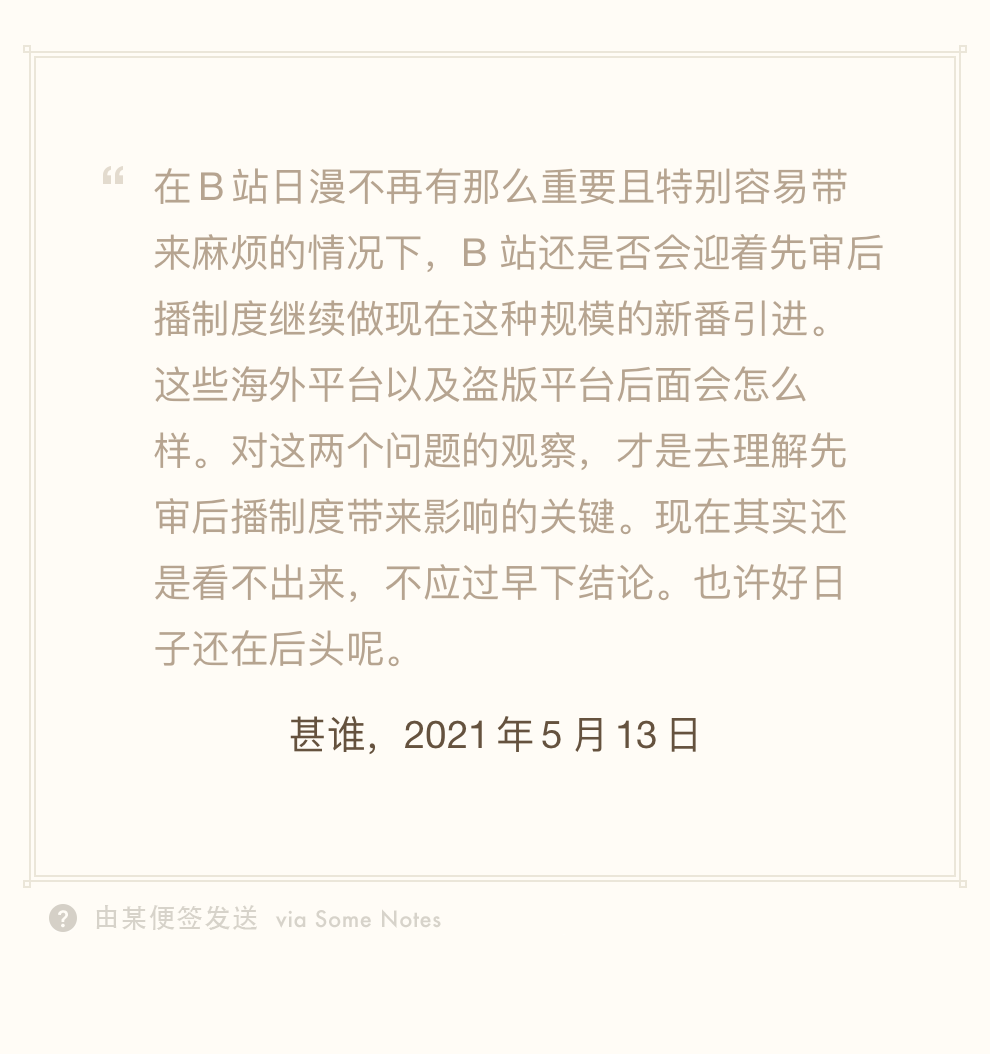 “在B站日漫不再有那么重要且特别容易带
来麻烦的情况下，B 站还是否会迎着先审后
播制度继续做现在这种规模的新番引进。
这些海外平台以及盗版平台后面会怎么
样。对这两个问题的观察，才是去理解先
审后播制度带来影响的关键。现在其实还
是看不出来，不应过早下结论。也许好日
子还在后头呢。
甚谁，2021年5月13日
由某便签发送 via Some Notes